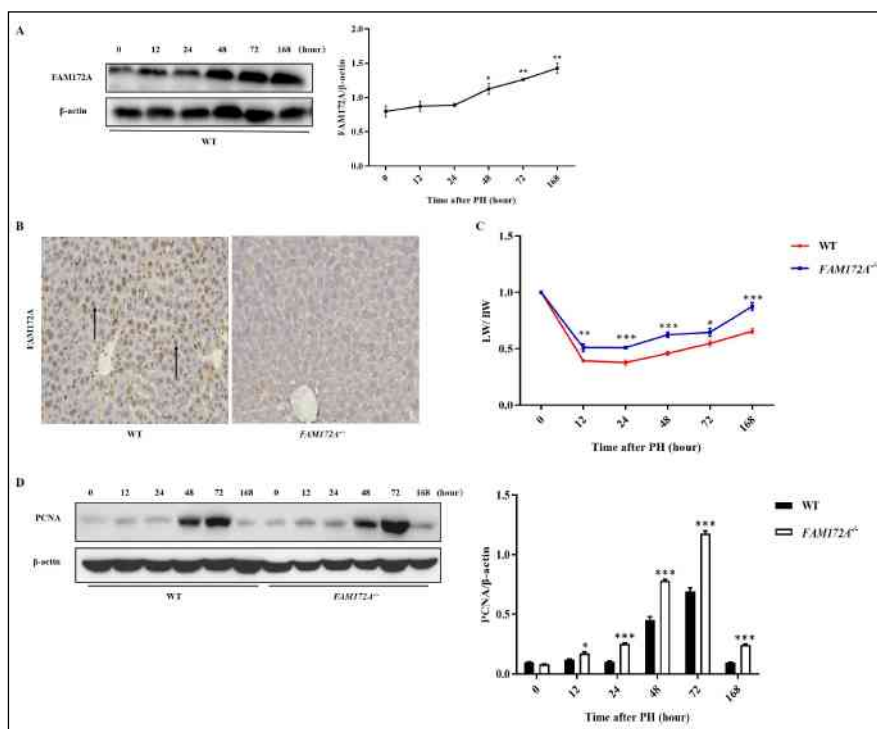 A
0 12 24 48 72 168 (hour)
FAM172A
β-actin
WT
FAM172A/β-actin
2.0
1.5
1.0
0.5
0.0
0 12 24 48 72 168
* ** **
Time after PH (hour)
B
FAM172A
WT
FAM172A-/-
C
LW/ BW
1.5
1.0
0.5
0.0
** *** *** # ***
0 12 24 48 72 168
Time after PH (hour)
WT
FAM172A-/-
D
0 12 24 48 72 168 0 12 24 48 72 168 (hour)
PCNA
β-actin
WT
FAM172A-/-
PCNA/β-actin
1.5
1.0
0.5
0.0
* *** *** *** ***
0 12 24 48 72 168
Time after PH (hour)
WT
FAM172A-/-